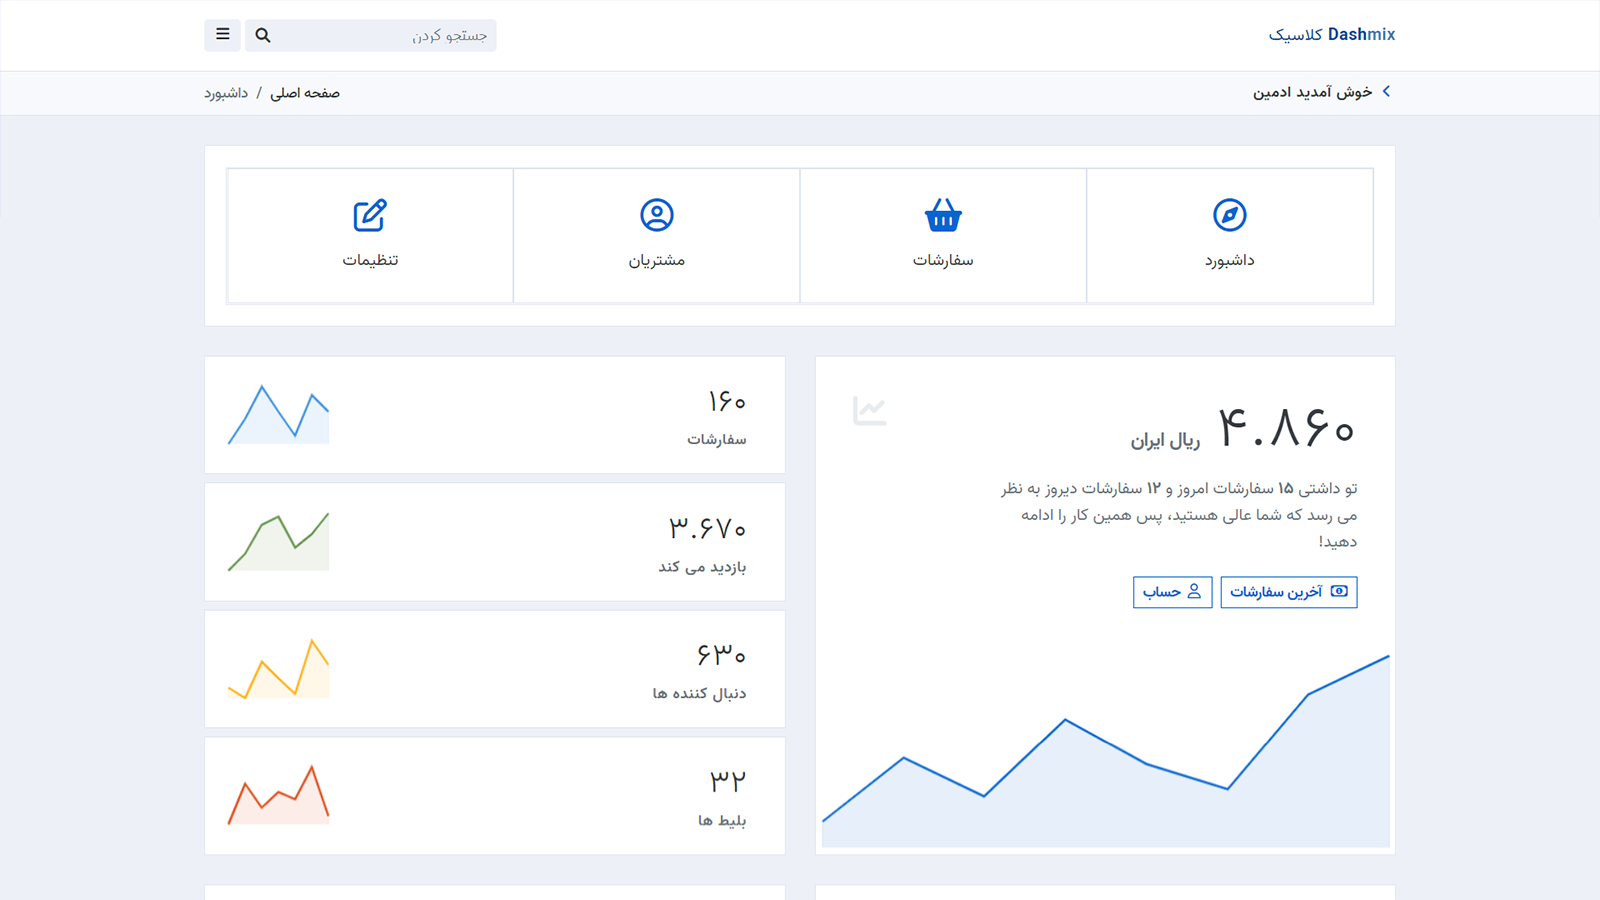 Dashmix کلاسیک
جستجو کردن
خوش آمدید ادمین
صفحه اصلی / داشبورد
داشبورد
سفارشات
مشتریان
تنظیمات
۴.۸۶۰ ریال ایران
تو داشتی ۱۵ سفارشات امروز و ۱۲ سفارشات دیروز به نظر
می رسد که شما عالی هستید، پس همین کار را ادامه
دهید!
آخرین سفارشات
حساب
۱۶۰
سفارشات
۳.۶۷۰
بازدید می کند
۶۳۰
دنبال کننده ها
۳۲
بلیط ها